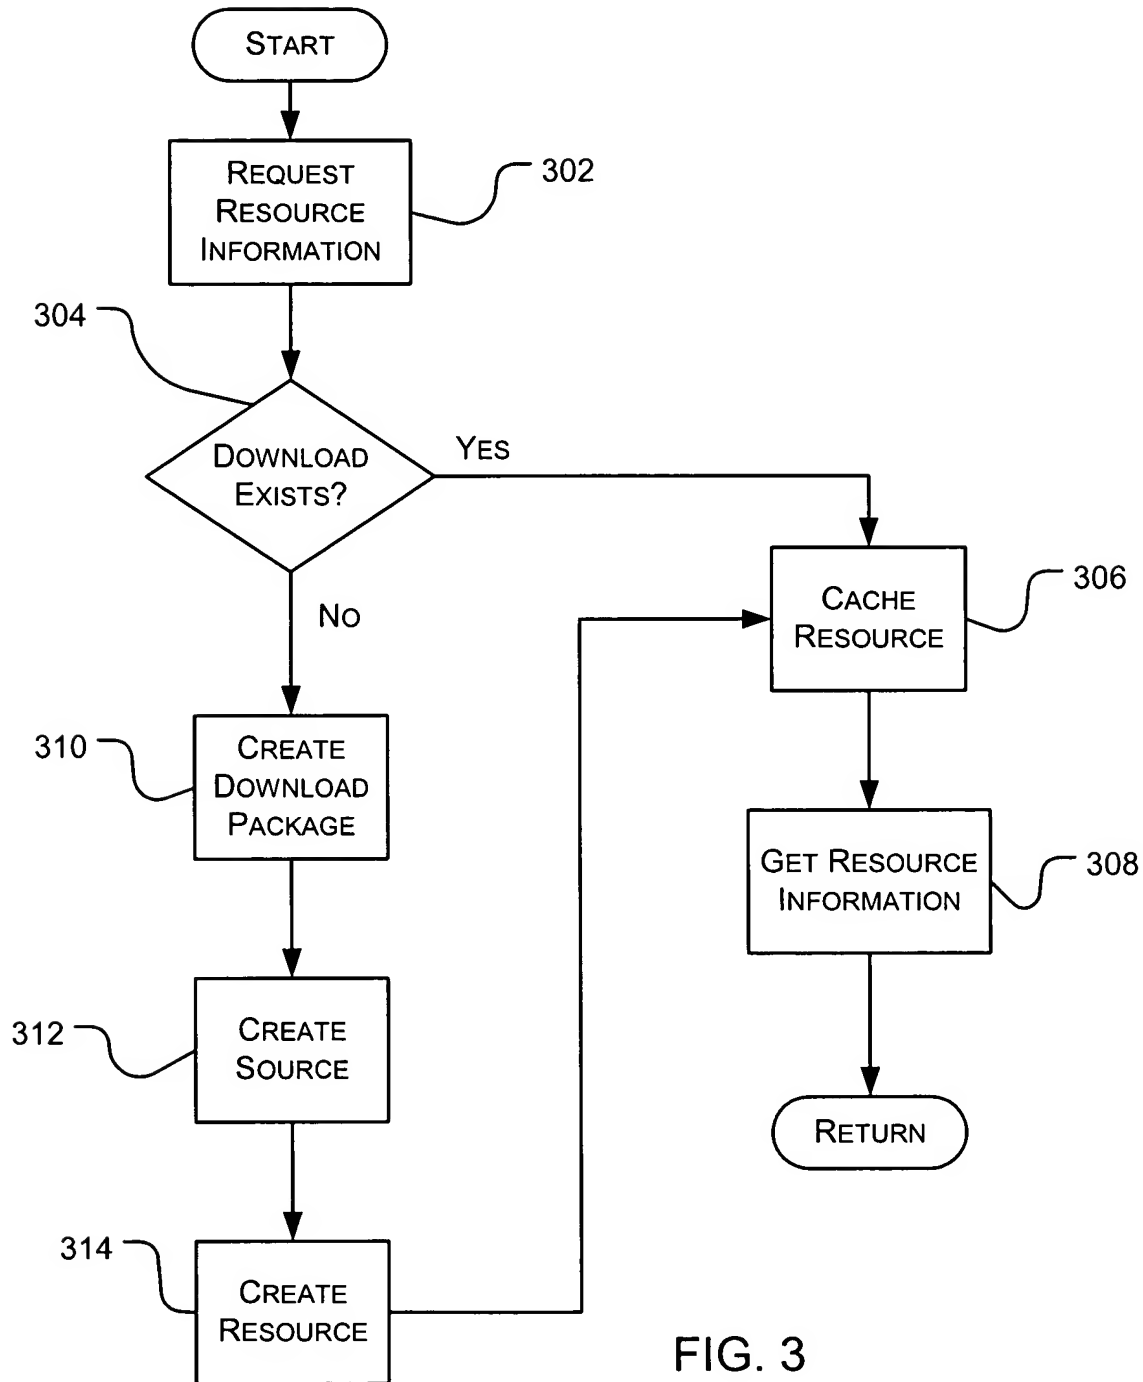 START
REQUEST
RESOURCE
INFORMATION
302
304
DOWNLOAD
EXISTS?
YES
NO
CACHE
RESOURCE
306
310
CREATE
DOWNLOAD
PACKAGE
GET RESOURCE
INFORMATION
308
312
CREATE
SOURCE
RETURN
314
CREATE
RESOURCE
FIG. 3